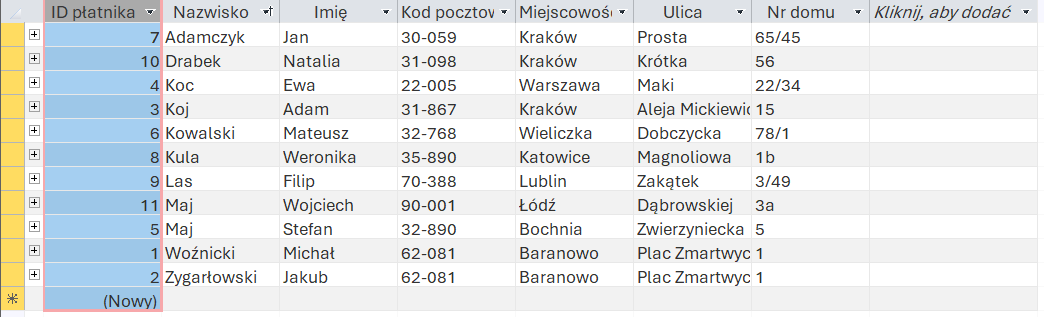 ID płatnika Nazwisko Imię Kod pocztow Miejscowoś Ulica Nr domu Kliknij, aby dodać
7 Adamczyk Jan 30-059 Kraków Prosta 65/45
10 Drabek Natalia 31-098 Kraków Krótka 56
4 Koc Ewa 22-005 Warszawa Maki 22/34
3 Koj Adam 31-867 Kraków Aleja Mickiewic 15
6 Kowalski Mateusz 32-768 Wieliczka Dobczycka 78/1
8 Kula Weronika 35-890 Katowice Magnoliowa 1b
9 Las Filip 70-388 Lublin Zakątek 3/49
11 Maj Wojciech 90-001 Łódź Dąbrowskiej 3a
5 Maj Stefan 32-890 Bochnia Zwierzyniecka 5
1 Woźnicki Michał 62-081 Baranowo Plac Zmartwyc 1
2 Zygarłowski Jakub 62-081 Baranowo Plac Zmartwyc 1
(Nowy)